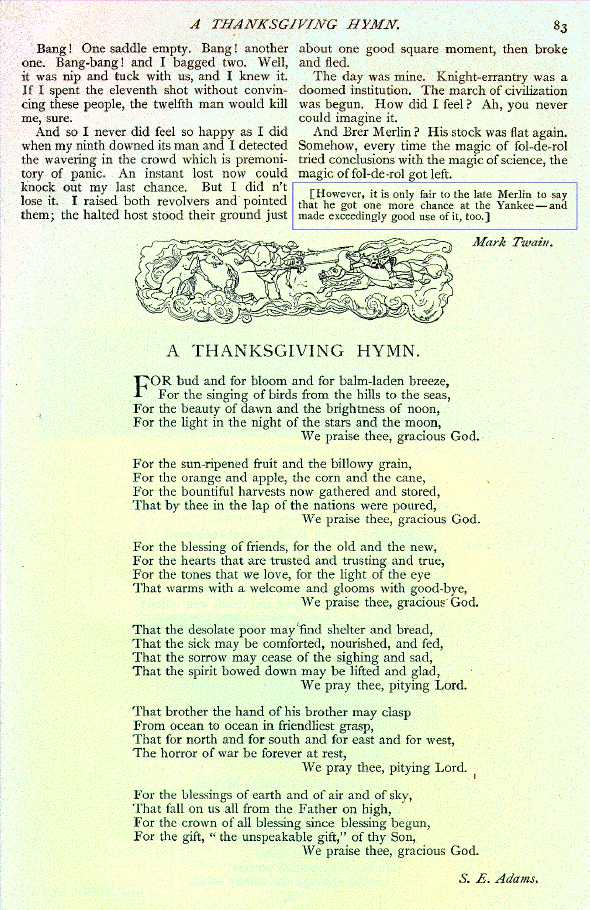 A THANKSGIVING HYMN. 83
Bang! One saddle empty. Bang! another
one. Bang-bang! and I bagged two. Well,
it was nip and tuck with us, and I knew it.
If I spent the eleventh shot without convin-
cing these people, the twelfth man would kill
me, sure.
And so I never did feel so happy as I did
when my ninth downed its man and I detected
the wavering in the crowd which is premoni-
tory of panic. An instant lost now could
knock out my last chance. But I did n't
lose it. I raised both revolvers and pointed
them; the halted host stood their ground just
about one good square moment, then broke
and fled.
The day was mine. Knight-errantry was a
doomed institution. The march of civilization
was begun. How did I feel? Ah, you never
could imagine it.
And Brer Merlin? His stock was flat again.
Somehow, every time the magic of fol-de-rol
tried conclusions with the magic of science, the
magic of fol-de-rol got left.
[However, it is only fair to the late Merlin to say
that he got one more chance at the Yankee—and
made exceedingly good use of it, too.]
Mark Twain.
A THANKSGIVING HYMN.
FOR bud and for bloom and for balm-laden breeze,
For the singing of birds from the hills to the seas,
For the beauty of dawn and the brightness of noon,
For the light in the night of the stars and the moon,
We praise thee, gracious God.
For the sun-ripened fruit and the billowy grain,
For the orange and apple, the corn and the cane,
For the bountiful harvests now gathered and stored,
That by thee in the lap of the nations were poured,
We praise thee, gracious God.
For the blessing of friends, for the old and the new,
For the hearts that are trusted and trusting and true,
For the tones that we love, for the light of the eye
That warms with a welcome and glooms with good-bye,
We praise thee, gracious God.
That the desolate poor may find shelter and bread,
That the sick may be comforted, nourished, and fed,
That the sorrow may cease of the sighing and sad,
That the spirit bowed down may be lifted and glad,
We pray thee, pitying Lord.
That brother the hand of his brother may clasp
From ocean to ocean in friendliest grasp,
That for north and for south and for east and for west,
The horror of war be forever at rest,
We pray thee, pitying Lord.
For the blessings of earth and of air and of sky,
That fall on us all from the Father on high,
For the crown of all blessing since blessing begun,
For the gift, "the unspeakable gift," of thy Son,
We praise thee, gracious God.
S. E. Adams.